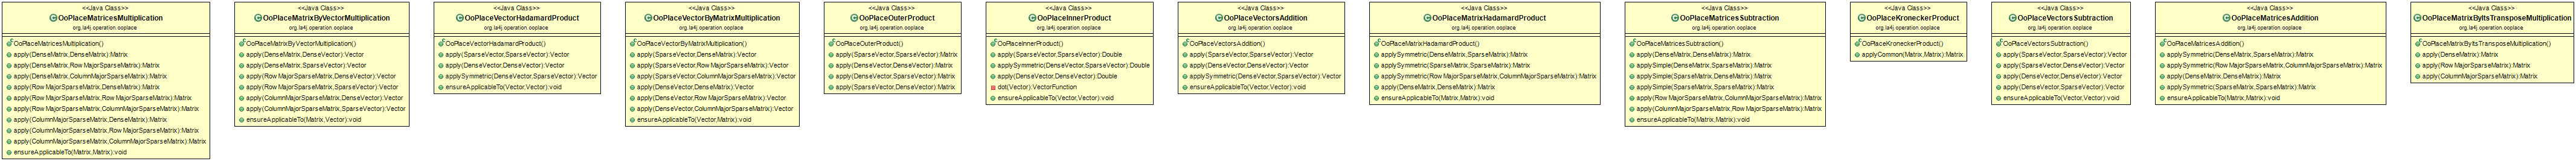 <<Java Class>>
OoPlaceMatricesMultiplication
org.la4j.operation.ooplace
OoPlaceMatricesMultiplication()
apply(DenseMatrix,DenseMatrix):Matrix
apply(DenseMatrix,RowMajorSparseMatrix):Matrix
apply(DenseMatrix,ColumnMajorSparseMatrix):Matrix
apply(RowMajorSparseMatrix,DenseMatrix):Matrix
apply(RowMajorSparseMatrix,RowMajorSparseMatrix):Matrix
apply(RowMajorSparseMatrix,ColumnMajorSparseMatrix):Matrix
apply(ColumnMajorSparseMatrix,DenseMatrix):Matrix
apply(ColumnMajorSparseMatrix,RowMajorSparseMatrix):Matrix
apply(ColumnMajorSparseMatrix,ColumnMajorSparseMatrix):Matrix
ensureApplicableTo(Matrix,Matrix):void
<<Java Class>>
OoPlaceMatrixByVectorMultiplication
org.la4j.operation.ooplace
OoPlaceMatrixByVectorMultiplication()
apply(DenseMatrix,DenseVector):Vector
apply(DenseMatrix,SparseVector):Vector
apply(RowMajorSparseMatrix,DenseVector):Vector
apply(RowMajorSparseMatrix,SparseVector):Vector
apply(ColumnMajorSparseMatrix,DenseVector):Vector
apply(ColumnMajorSparseMatrix,SparseVector):Vector
ensureApplicableTo(Matrix,Vector):void
<<Java Class>>
OoPlaceVectorHadamardProduct
org.la4j.operation.ooplace
OoPlaceVectorHadamardProduct()
apply(SparseVector,SparseVector):Vector
apply(DenseVector,DenseVector):Vector
applySymmetric(DenseVector,SparseVector):Vector
ensureApplicableTo(Vector,Vector):void
<<Java Class>>
OoPlaceVectorByMatrixMultiplication
org.la4j.operation.ooplace
OoPlaceVectorByMatrixMultiplication()
apply(SparseVector,DenseMatrix):Vector
apply(SparseVector,RowMajorSparseMatrix):Vector
apply(SparseVector,ColumnMajorSparseMatrix):Vector
apply(DenseVector,DenseMatrix):Vector
apply(DenseVector,RowMajorSparseMatrix):Vector
apply(DenseVector,ColumnMajorSparseMatrix):Vector
ensureApplicableTo(Vector,Matrix):void
<<Java Class>>
OoPlaceOuterProduct
org.la4j.operation.ooplace
OoPlaceOuterProduct()
apply(SparseVector,SparseVector):Matrix
apply(DenseVector,DenseVector):Matrix
apply(DenseVector,SparseVector):Matrix
apply(SparseVector,DenseVector):Matrix
<<Java Class>>
OoPlaceInnerProduct
org.la4j.operation.ooplace
OoPlaceInnerProduct()
apply(SparseVector,SparseVector):Double
applySymmetric(DenseVector,SparseVector):Double
apply(DenseVector,DenseVector):Double
dot(Vector):VectorFunction
ensureApplicableTo(Vector,Vector):void
<<Java Class>>
OoPlaceVectorsAddition
org.la4j.operation.ooplace
OoPlaceVectorsAddition()
apply(SparseVector,SparseVector):Vector
apply(DenseVector,DenseVector):Vector
applySymmetric(DenseVector,SparseVector):Vector
ensureApplicableTo(Vector,Vector):void
<<Java Class>>
OoPlaceMatrixHadamardProduct
org.la4j.operation.ooplace
OoPlaceMatrixHadamardProduct()
applySymmetric(DenseMatrix,SparseMatrix):Matrix
applySymmetric(SparseMatrix,SparseMatrix):Matrix
applySymmetric(RowMajorSparseMatrix,ColumnMajorSparseMatrix):Matrix
apply(DenseMatrix,DenseMatrix):Matrix
ensureApplicableTo(Matrix,Matrix):void
<<Java Class>>
OoPlaceMatricesSubtraction
org.la4j.operation.ooplace
OoPlaceMatricesSubtraction()
apply(DenseMatrix,DenseMatrix):Matrix
applySimple(DenseMatrix,SparseMatrix):Matrix
applySimple(SparseMatrix,DenseMatrix):Matrix
applySimple(SparseMatrix,SparseMatrix):Matrix
apply(RowMajorSparseMatrix,ColumnMajorSparseMatrix):Matrix
apply(ColumnMajorSparseMatrix,RowMajorSparseMatrix):Matrix
ensureApplicableTo(Matrix,Matrix):void
<<Java Class>>
OoPlaceKroneckerProduct
org.la4j.operation.ooplace
OoPlaceKroneckerProduct()
applyCommon(Matrix,Matrix):Matrix
<<Java Class>>
OoPlaceVectorsSubtraction
org.la4j.operation.ooplace
OoPlaceVectorsSubtraction()
apply(SparseVector,SparseVector):Vector
apply(SparseVector,DenseVector):Vector
apply(DenseVector,DenseVector):Vector
apply(DenseVector,SparseVector):Vector
ensureApplicableTo(Vector,Vector):void
<<Java Class>>
OoPlaceMatricesAddition
org.la4j.operation.ooplace
OoPlaceMatricesAddition()
applySymmetric(DenseMatrix,SparseMatrix):Matrix
applySymmetric(RowMajorSparseMatrix,ColumnMajorSparseMatrix):Matrix
apply(DenseMatrix,DenseMatrix):Matrix
applySymmetric(SparseMatrix,SparseMatrix):Matrix
ensureApplicableTo(Matrix,Matrix):void
<<Java Class>>
OoPlaceMatrixByItsTransposeMultiplication
org.la4j.operation.ooplace
OoPlaceMatrixByItsTransposeMultiplication()
apply(DenseMatrix):Matrix
apply(RowMajorSparseMatrix):Matrix
apply(ColumnMajorSparseMatrix):Matrix